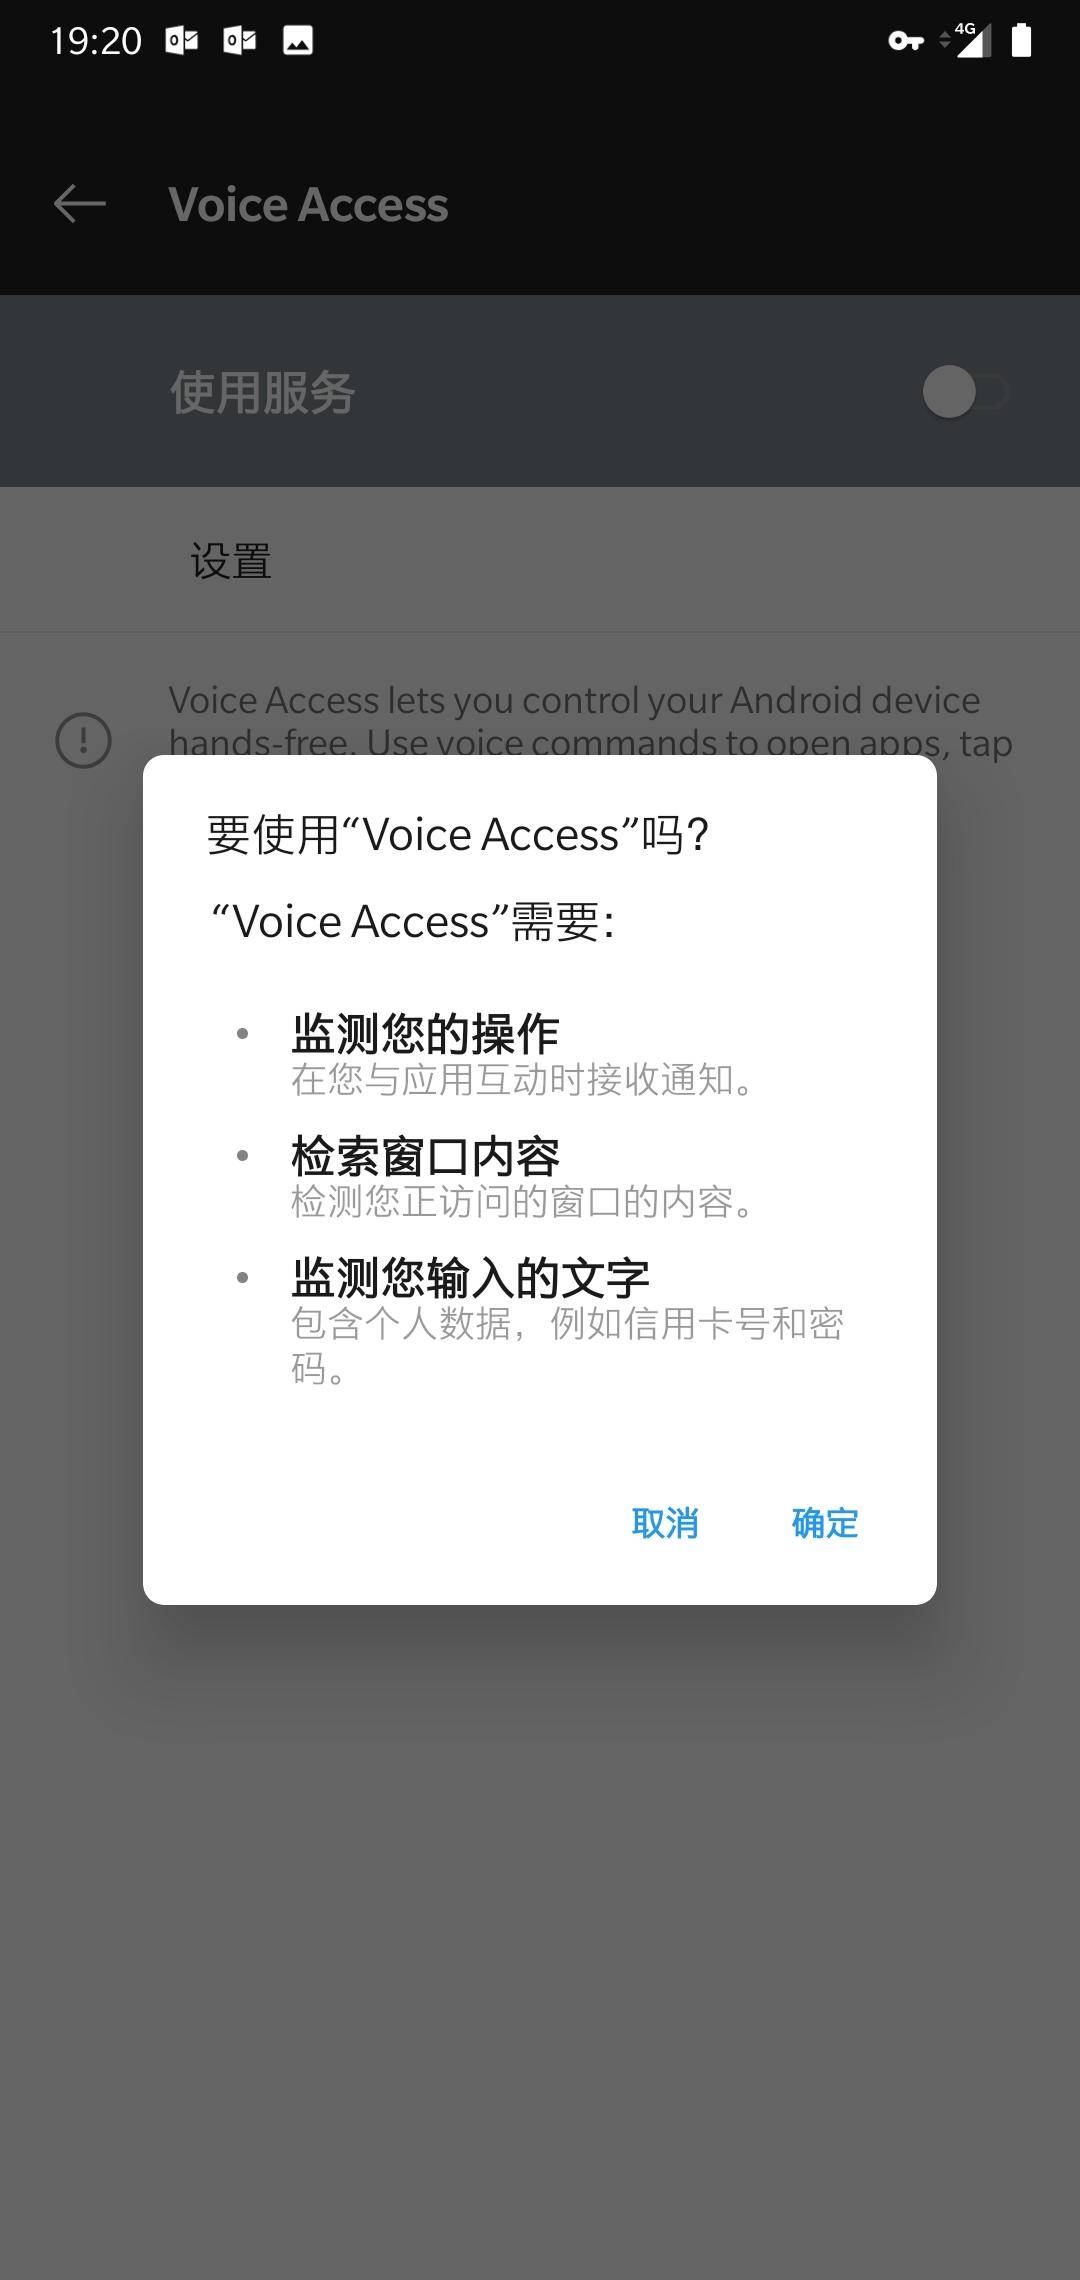 19:20
4G
Voice Access
使用服务
设置
Voice Access lets you control your Android device
hands-free. Use voice commands to open apps, tap
要使用“Voice Access”吗?
“Voice Access”需要：
• 监测您的操作
在您与应用互动时接收通知。
• 检索窗口内容
检测您正访问的窗口的内容。
• 监测您输入的文字
包含个人数据，例如信用卡号和密
码。
取消 确定